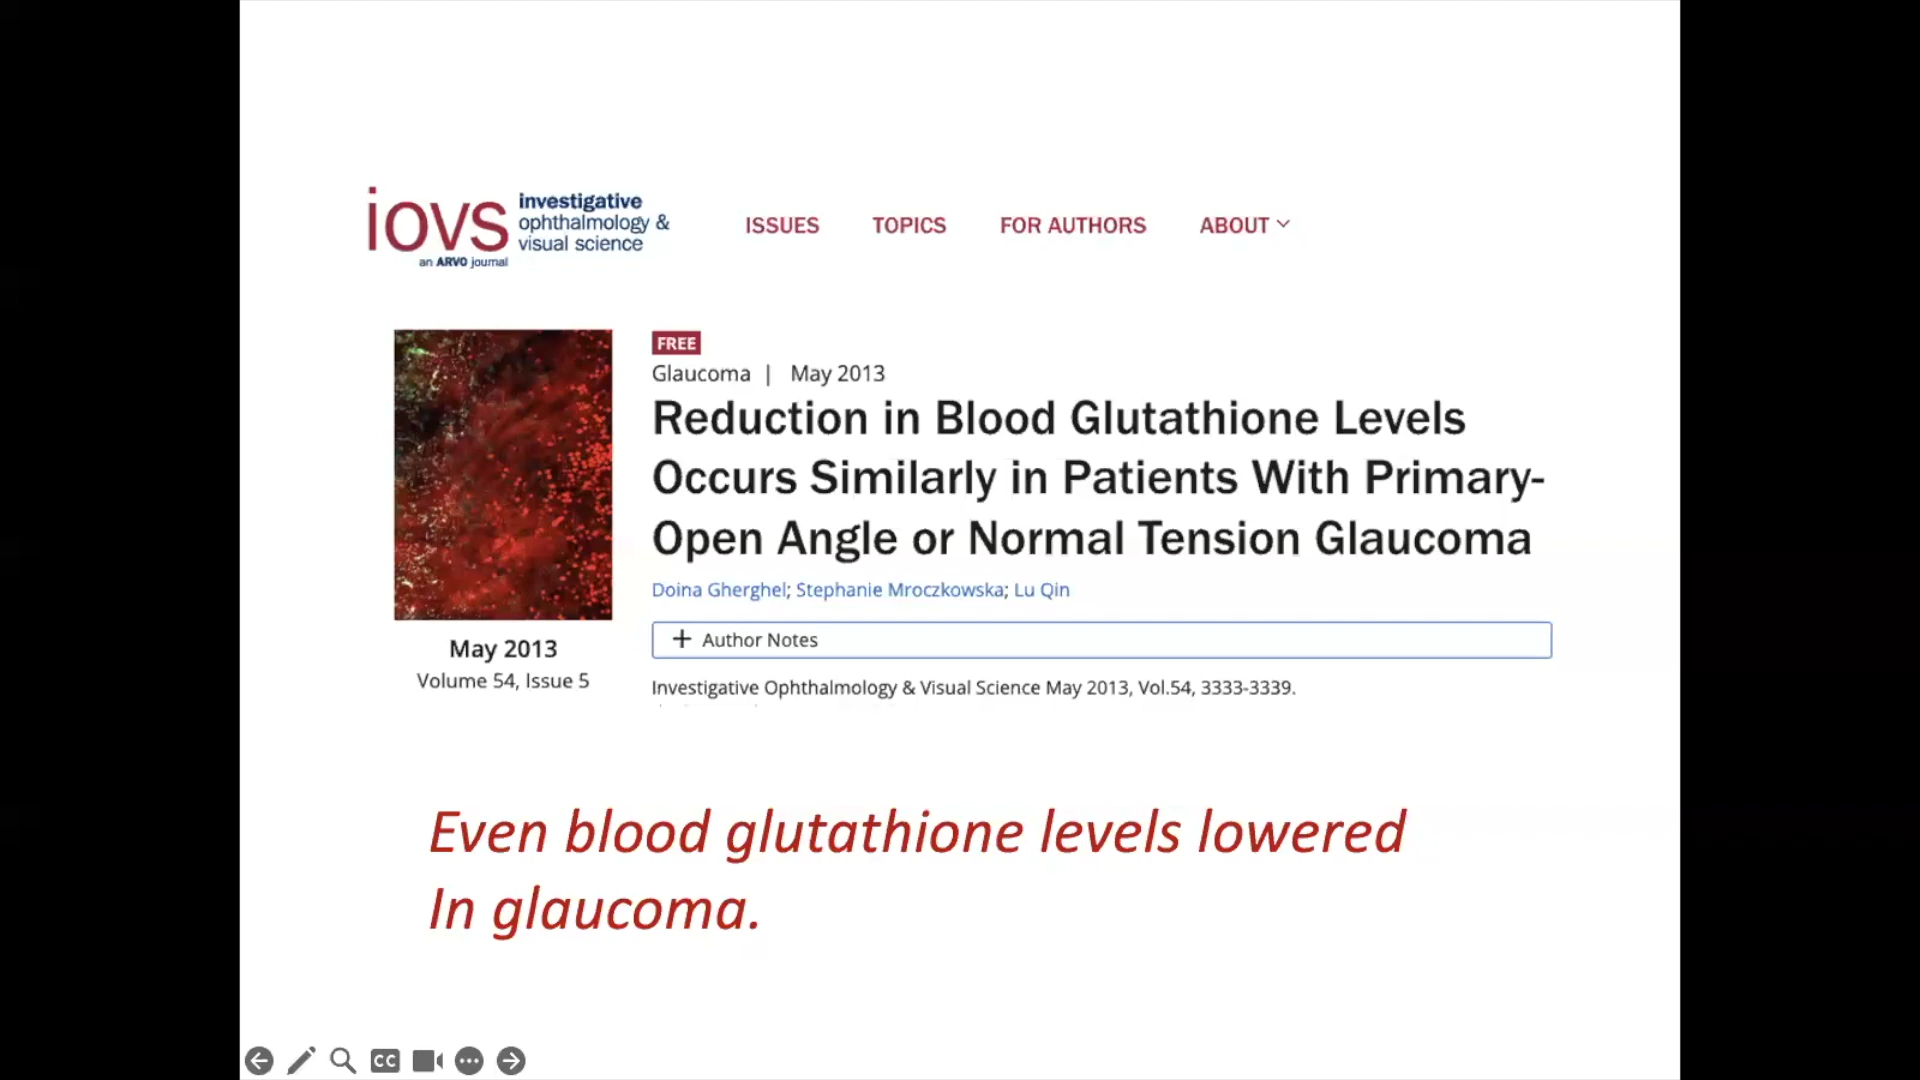 iovs
investigative
ophthalmology &
visual science
an ARVO journal
ISSUES TOPICS FOR AUTHORS ABOUT
FREE
Glaucoma | May 2013
Reduction in Blood Glutathione Levels
Occurs Similarly in Patients With Primary-
Open Angle or Normal Tension Glaucoma
Doina Gherghel; Stephanie Mroczkowska; Lu Qin
+ Author Notes
May 2013
Volume 54, Issue 5
Investigative Ophthalmology & Visual Science May 2013, Vol.54, 3333-3339.
Even blood glutathione levels lowered
In glaucoma.
CC